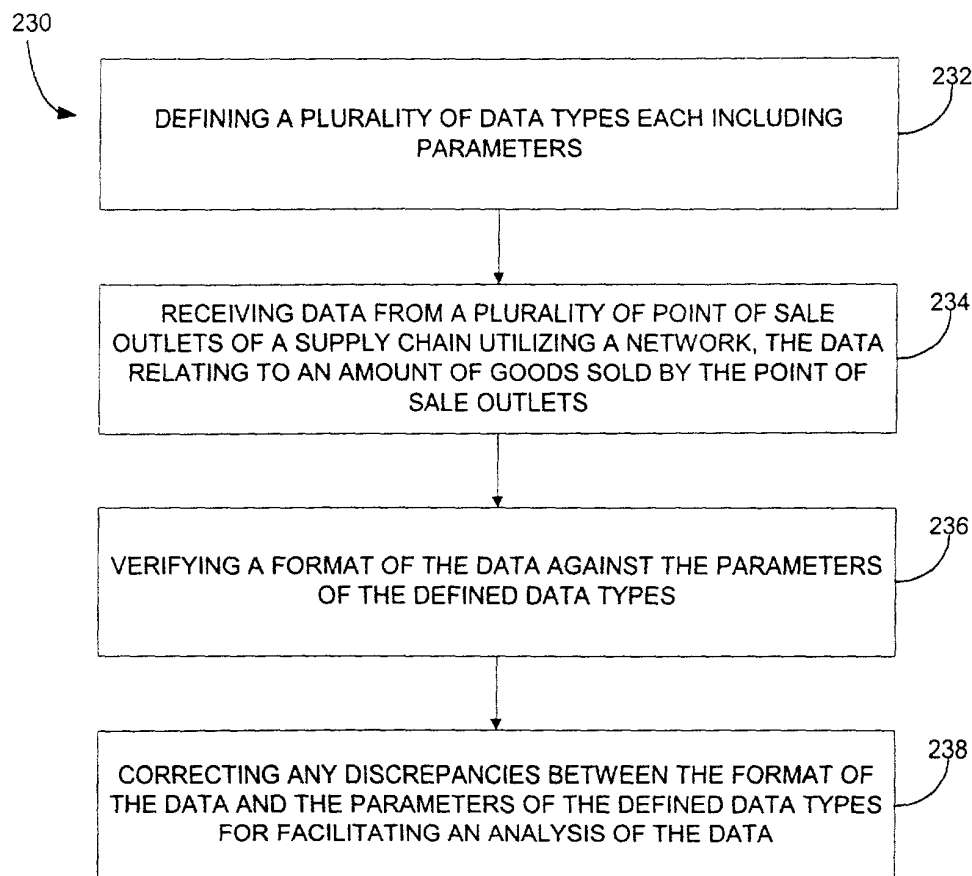 230
232
DEFINING A PLURALITY OF DATA TYPES EACH INCLUDING
PARAMETERS
234
RECEIVING DATA FROM A PLURALITY OF POINT OF SALE
OUTLETS OF A SUPPLY CHAIN UTILIZING A NETWORK, THE DATA
RELATING TO AN AMOUNT OF GOODS SOLD BY THE POINT OF
SALE OUTLETS
236
VERIFYING A FORMAT OF THE DATA AGAINST THE PARAMETERS
OF THE DEFINED DATA TYPES
238
CORRECTING ANY DISCREPANCIES BETWEEN THE FORMAT OF
THE DATA AND THE PARAMETERS OF THE DEFINED DATA TYPES
FOR FACILITATING AN ANALYSIS OF THE DATA